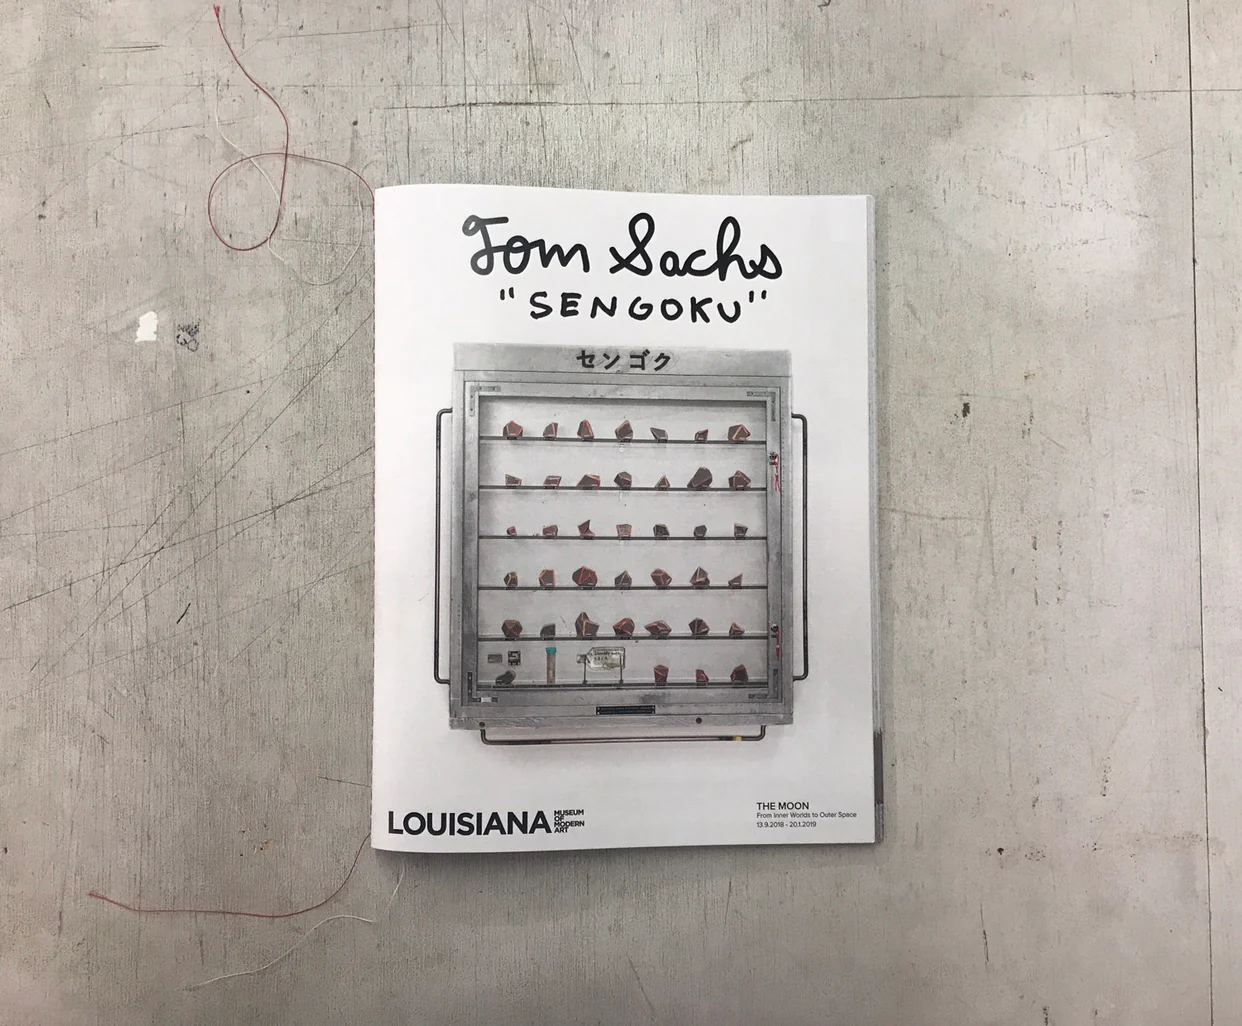 Tom Sachs
"SENGOKU"
センゴク
LOUISIANA
MUSEUM
OF
MODERN
ART
THE MOON
From Inner Worlds to Outer Space
13.9.2018 - 20.1.2019